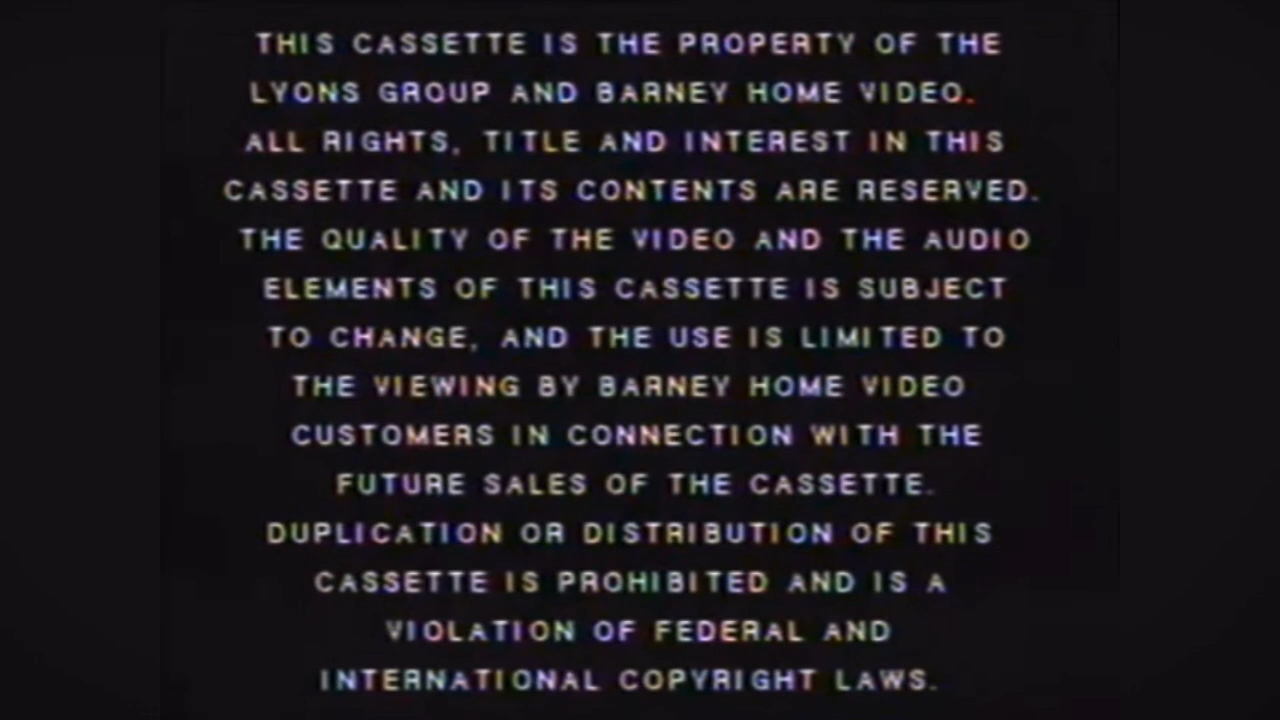 THIS CASSETTE IS THE PROPERTY OF THE
LYONS GROUP AND BARNEY HOME VIDEO.
ALL RIGHTS, TITLE AND INTEREST IN THIS
CASSETTE AND ITS CONTENTS ARE RESERVED.
THE QUALITY OF THE VIDEO AND THE AUDIO
ELEMENTS OF THIS CASSETTE IS SUBJECT
TO CHANGE, AND THE USE IS LIMITED TO
THE VIEWING BY BARNEY HOME VIDEO
CUSTOMERS IN CONNECTION WITH THE
FUTURE SALES OF THE CASSETTE.
DUPLICATION OR DISTRIBUTION OF THIS
CASSETTE IS PROHIBITED AND IS A
VIOLATION OF FEDERAL AND
INTERNATIONAL COPYRIGHT LAWS.